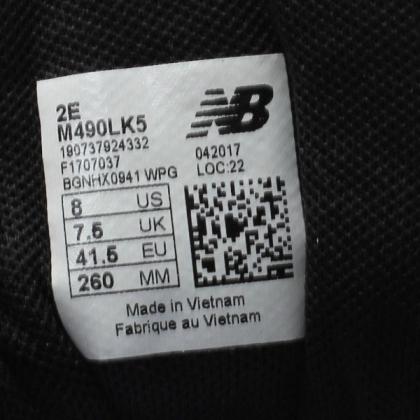 2E
M490LK5
190737924332
F1707037
BGNHX0941 WPG
NB
042017
LOC:22
8 US
7.5 UK
41.5 EU
260 MM
Made in Vietnam
Fabrique au Vietnam